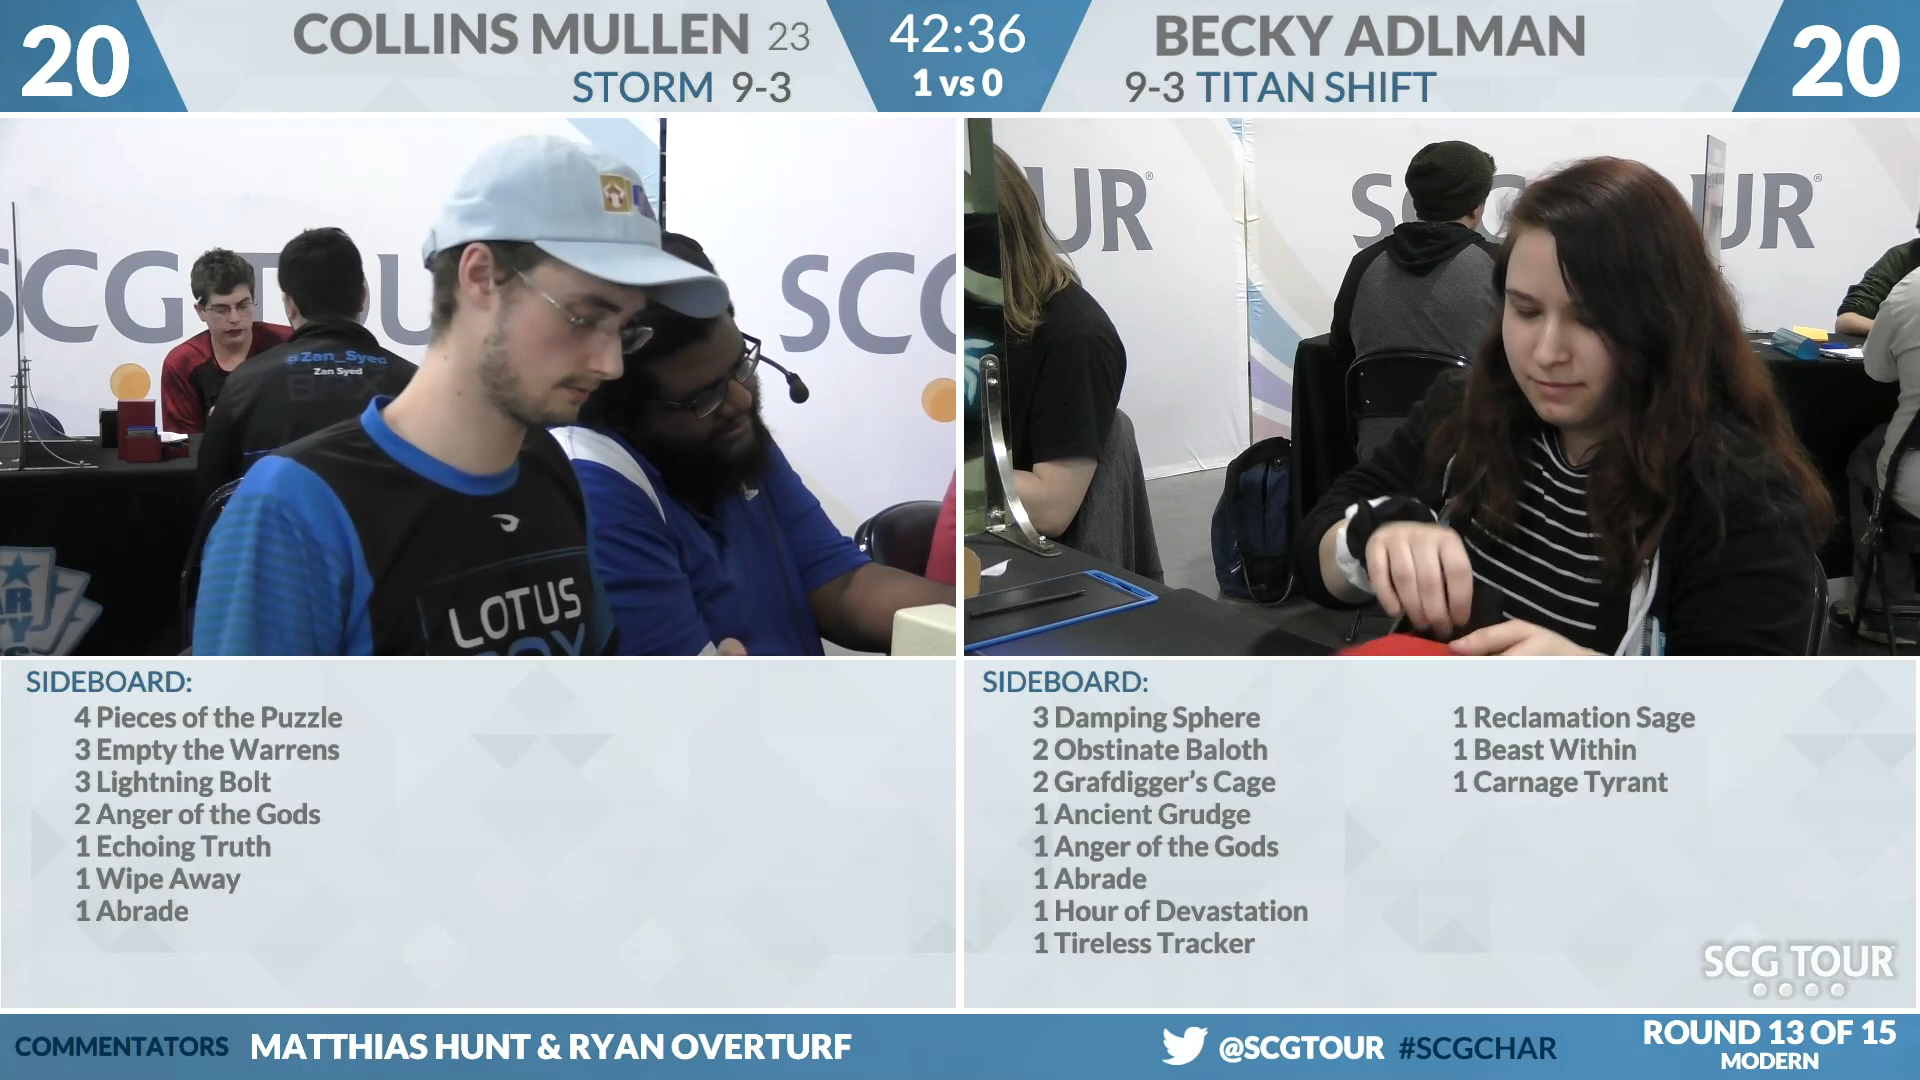 20
COLLINS MULLEN 23
STORM 9-3
42:36
1 vs 0
BECKY ADLMAN
9-3 TITAN SHIFT
20
SCG TOUR
SCG
@Zan_Syed
Zan Syed
LOTUS
BOX
UR
UR
SIDEBOARD:
4 Pieces of the Puzzle
3 Empty the Warrens
3 Lightning Bolt
2 Anger of the Gods
1 Echoing Truth
1 Wipe Away
1 Abrade
SIDEBOARD:
3 Damping Sphere
2 Obstinate Baloth
2 Grafdigger's Cage
1 Ancient Grudge
1 Anger of the Gods
1 Abrade
1 Hour of Devastation
1 Tireless Tracker
1 Reclamation Sage
1 Beast Within
1 Carnage Tyrant
SCG TOUR
COMMENTATORS MATTHIAS HUNT & RYAN OVERTURF
@SCGTOUR #SCGCHAR
ROUND 13 OF 15
MODERN